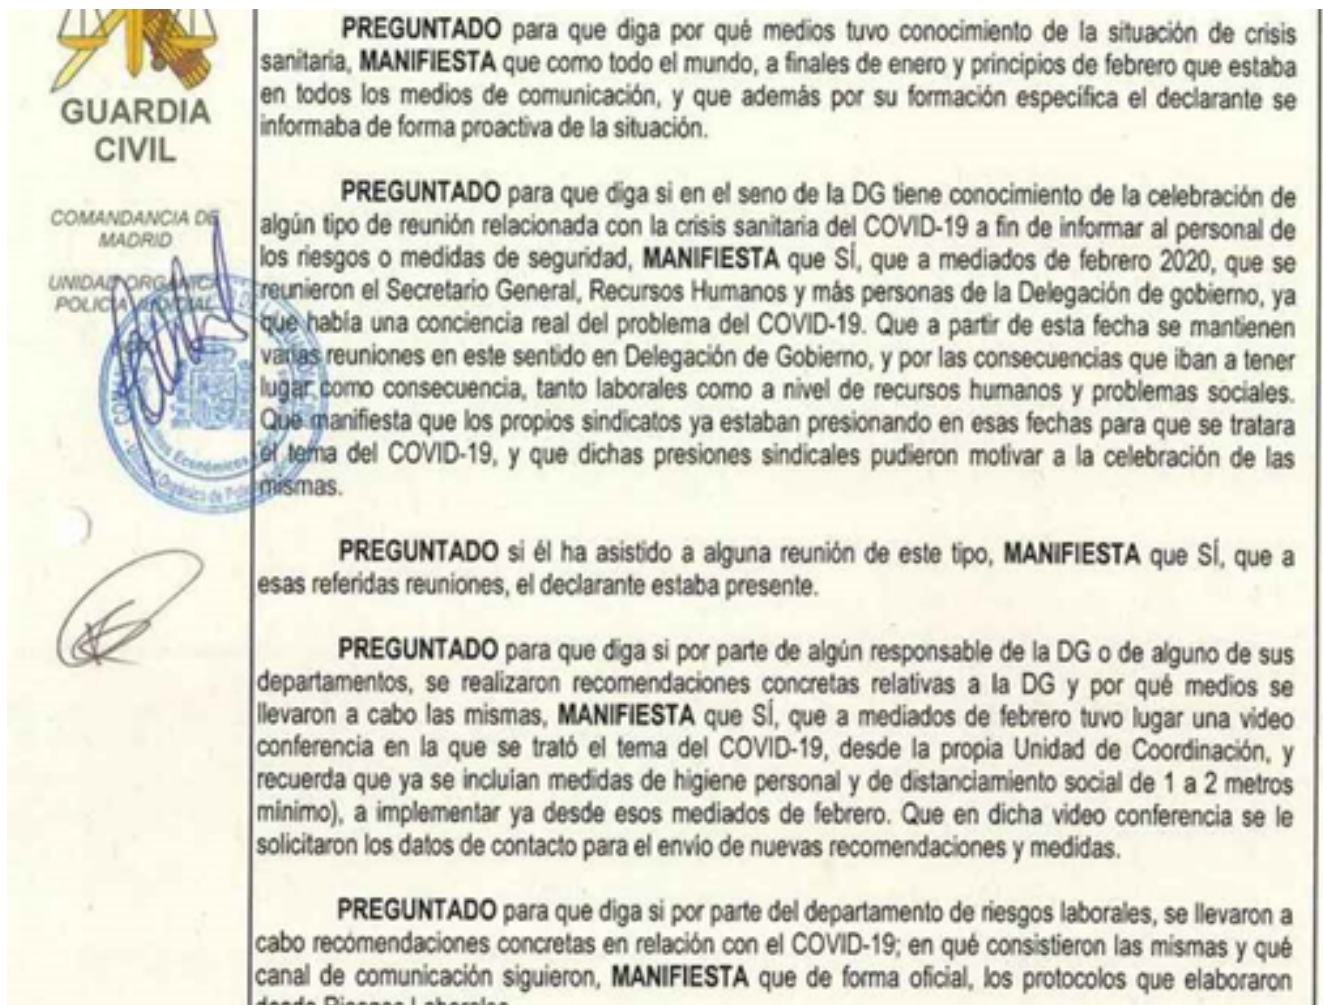 GUARDIA
CIVIL
COMANDANCIA DE
MADRID
UNIDAD ORGÁNICA
POLICÍA JUDICIAL
PREGUNTADO para que diga por qué medios tuvo conocimiento de la situación de crisis
sanitaria, MANIFIESTA que como todo el mundo, a finales de enero y principios de febrero que estaba
en todos los medios de comunicación, y que además por su formación específica el declarante se
informaba de forma proactiva de la situación.
PREGUNTADO para que diga si en el seno de la DG tiene conocimiento de la celebración de
algún tipo de reunión relacionada con la crisis sanitaria del COVID-19 a fin de informar al personal de
los riesgos o medidas de seguridad, MANIFIESTA que SÍ, que a mediados de febrero 2020, que se
reunieron el Secretario General, Recursos Humanos y más personas de la Delegación de gobierno, ya
que había una conciencia real del problema del COVID-19. Que a partir de esta fecha se mantienen
varias reuniones en este sentido en Delegación de Gobierno, y por las consecuencias que iban a tener
lugar como consecuencia, tanto laborales como a nivel de recursos humanos y problemas sociales.
Que manifiesta que los propios sindicatos ya estaban presionando en esas fechas para que se tratara
el tema del COVID-19, y que dichas presiones sindicales pudieron motivar a la celebración de las
mismas.
PREGUNTADO si él ha asistido a alguna reunión de este tipo, MANIFIESTA que SÍ, que a
esas referidas reuniones, el declarante estaba presente.
PREGUNTADO para que diga si por parte de algún responsable de la DG o de alguno de sus
departamentos, se realizaron recomendaciones concretas relativas a la DG y por qué medios se
llevaron a cabo las mismas, MANIFIESTA que SÍ, que a mediados de febrero tuvo lugar una video
conferencia en la que se trató el tema del COVID-19, desde la propia Unidad de Coordinación, y
recuerda que ya se incluían medidas de higiene personal y de distanciamiento social de 1 a 2 metros
mínimo), a implementar ya desde esos mediados de febrero. Que en dicha video conferencia se le
solicitaron los datos de contacto para el envío de nuevas recomendaciones y medidas.
PREGUNTADO para que diga si por parte del departamento de riesgos laborales, se llevaron a
cabo recomendaciones concretas en relación con el COVID-19; en qué consistieron las mismas y qué
canal de comunicación siguieron, MANIFIESTA que de forma oficial, los protocolos que elaboraron
desde Riesgos Laborales